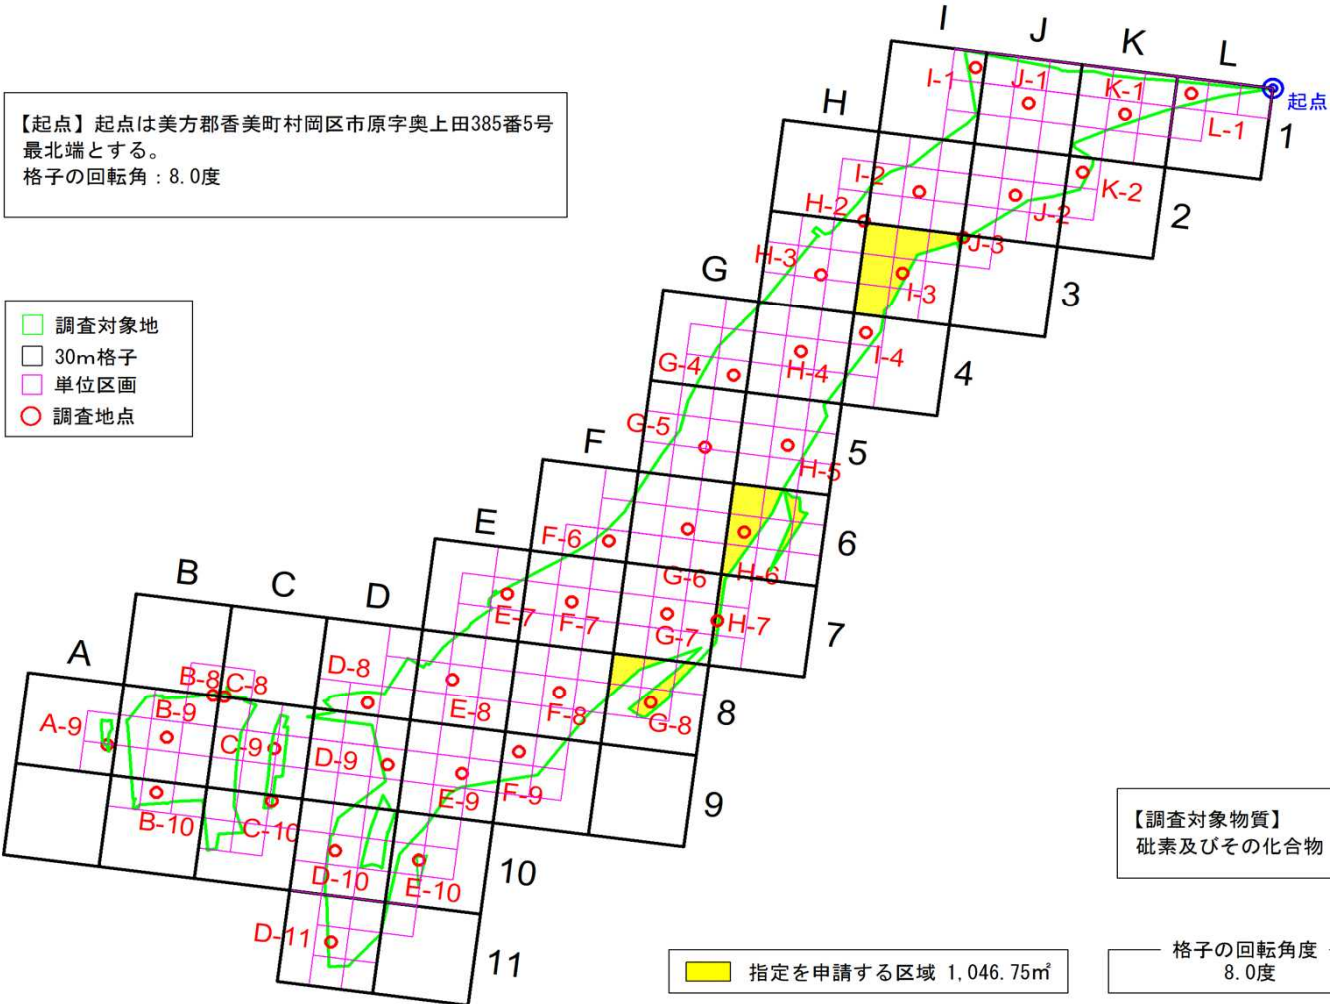 【起点】起点は美方郡香美町村岡区市原字奥上田385番5号
最北端とする。
格子の回転角：8.0度
調査対象地
30m格子
単位区画
調査地点
I
J
K
L
起点
I-1
J-1
K-1
L-1
1
H
I-2
J-2
K-2
2
H-2
H-3
I-3
J-3
3
G
G-4
H-4
I-4
4
G-5
H-5
5
F
F-6
G-6
H-6
6
E
E-7
F-7
G-7
H-7
7
B
C
D
B-8
C-8
D-8
E-8
F-8
G-8
8
A
A-9
B-9
C-9
D-9
E-9
F-9
9
B-10
C-10
D-10
E-10
10
D-11
11
【調査対象物質】
砒素及びその化合物
指定を申請する区域 1,046.75㎡
格子の回転角度
8.0度